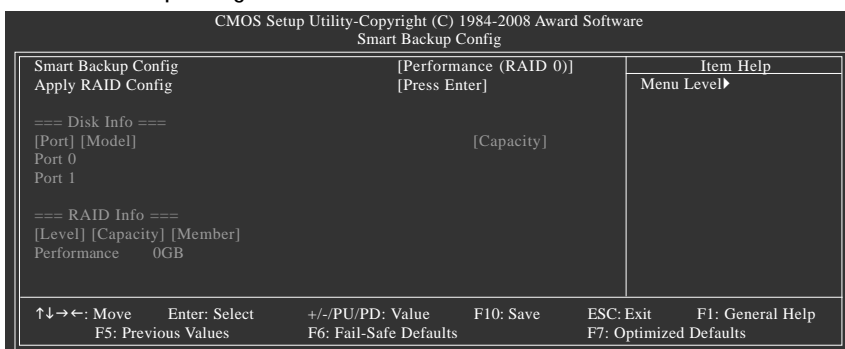 CMOS Setup Utility-Copyright (C) 1984-2008 Award Software
Smart Backup Config
Smart Backup Config [Performance (RAID 0)] Item Help
Apply RAID Config [Press Enter] Menu Level▶
=== Disk Info ===
[Port] [Model] [Capacity]
Port 0
Port 1
=== RAID Info ===
[Level] [Capacity] [Member]
Performance 0GB
↑↓→←: Move Enter: Select +/-/PU/PD: Value F10: Save ESC: Exit F1: General Help
F5: Previous Values F6: Fail-Safe Defaults F7: Optimized Defaults